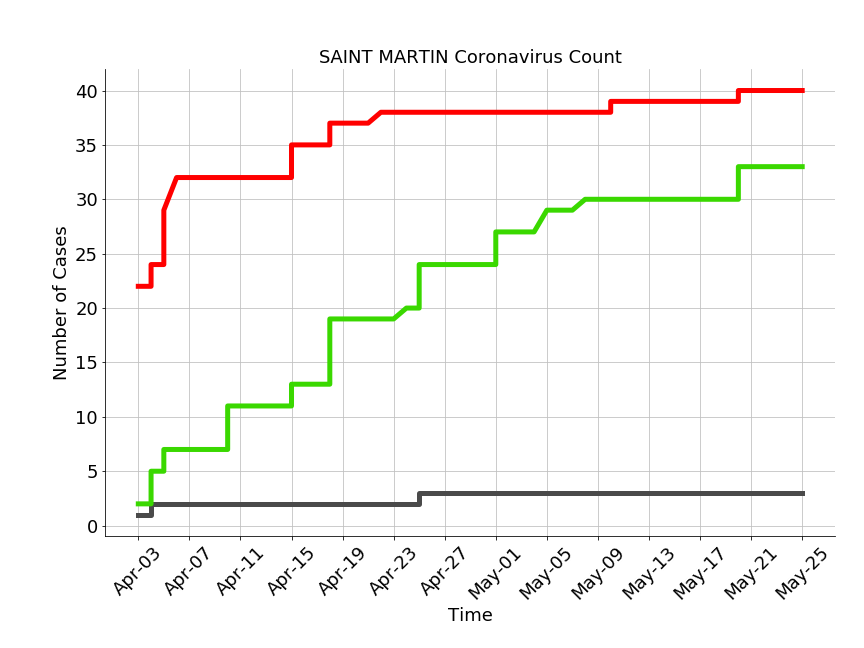 SAINT MARTIN Coronavirus Count
40
35
30
25
20
15
10
5
0
Number of Cases
Apr-03
Apr-07
Apr-11
Apr-15
Apr-19
Apr-23
Apr-27
May-01
May-05
May-09
May-13
May-17
May-21
May-25
Time